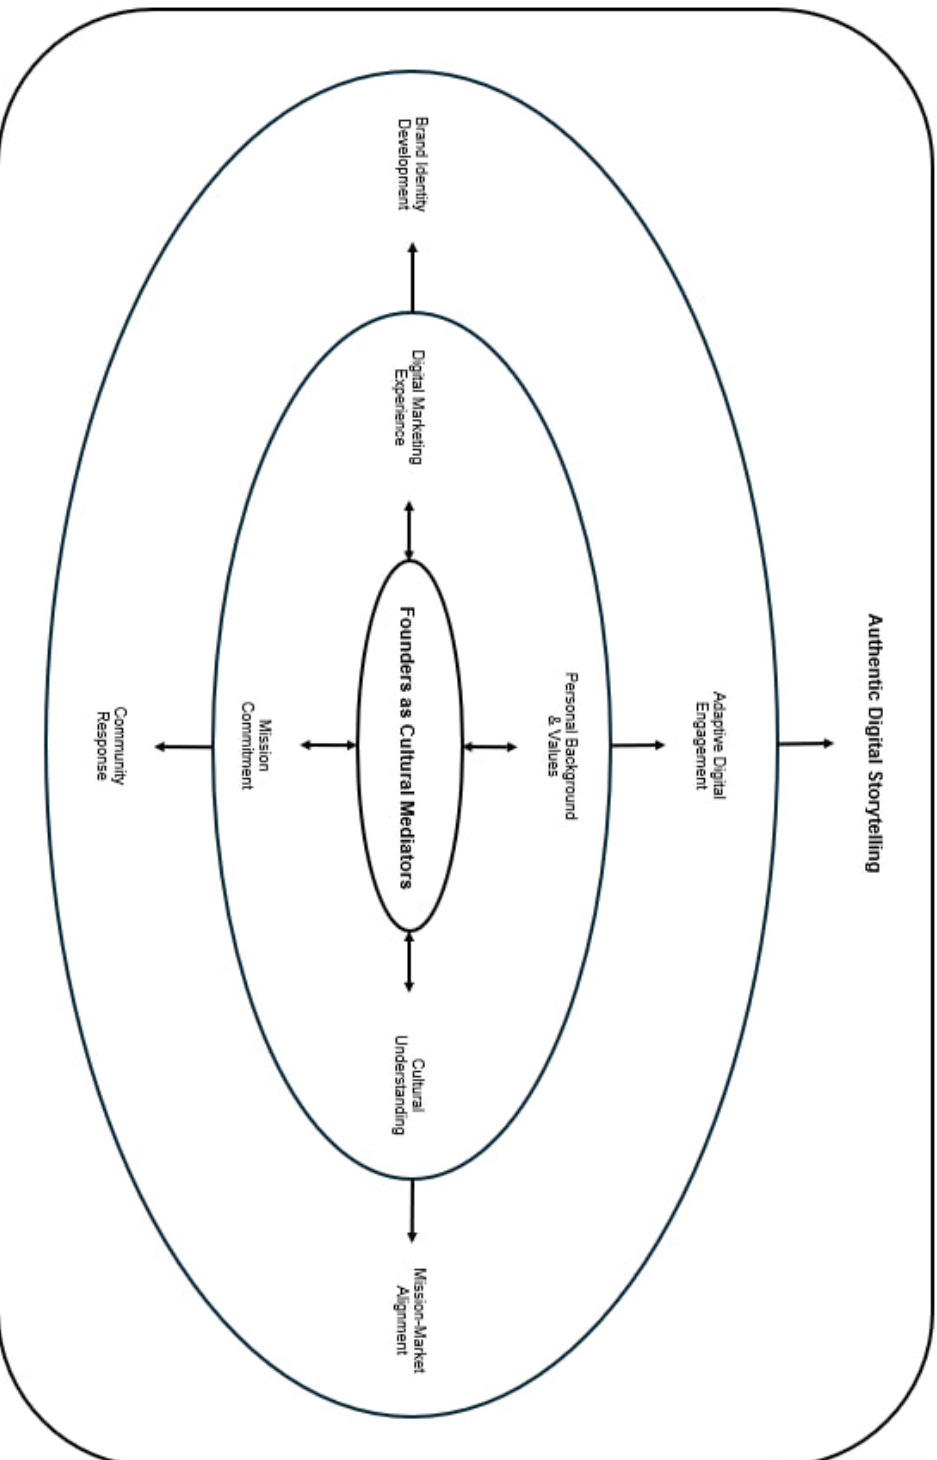 Authentic Digital Storytelling
Adaptive Digital
Engagement
Personal Background
& Values
Brand Identity
Development
Digital Marketing
Experience
Founders as Cultural Mediators
Cultural
Understanding
Mission-Market
Alignment
Mission
Commitment
Community
Response